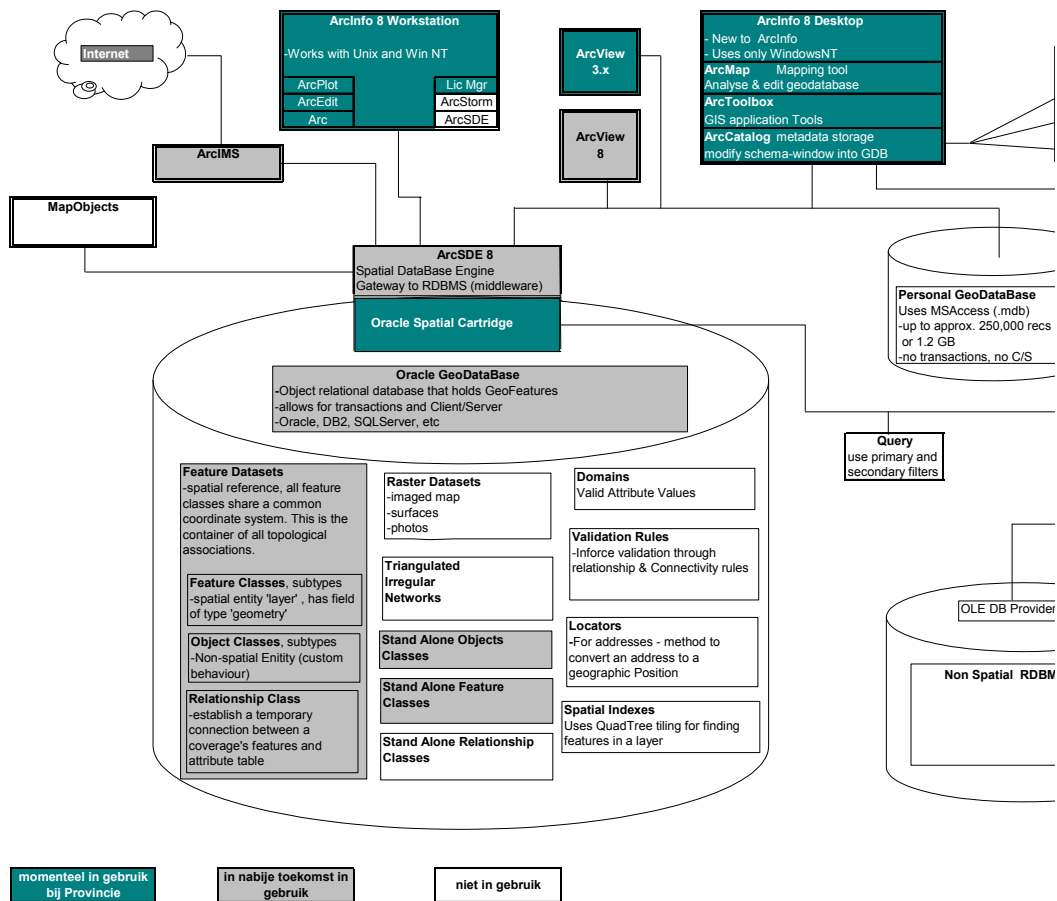 Internet
ArcInfo 8 Workstation
-Works with Unix and Win NT
ArcPlot
ArcEdit
Arc
Lic Mgr
ArcStorm
ArcSDE
ArcView
3.x
ArcView
8
ArcInfo 8 Desktop
- New to ArcInfo
- Uses only WindowsNT
ArcMap Mapping tool
Analyse & edit geodatabase
ArcToolbox
GIS application Tools
ArcCatalog metadata storage
modify schema-window into GDB
ArcIMS
MapObjects
ArcSDE 8
Spatial DataBase Engine
Gateway to RDBMS (middleware)
Oracle Spatial Cartridge
Personal GeoDataBase
Uses MSAccess (.mdb)
-up to approx. 250,000 recs
or 1.2 GB
-no transactions, no C/S
Oracle GeoDataBase
-Object relational database that holds GeoFeatures
-allows for transactions and Client/Server
-Oracle, DB2, SQLServer, etc
Query
use primary and
secondary filters
Feature Datasets
-spatial reference, all feature
classes share a common
coordinate system. This is the
container of all topological
associations.
Feature Classes, subtypes
-spatial entity 'layer' , has field
of type 'geometry'
Object Classes, subtypes
-Non-spatial Enitity (custom
behaviour)
Relationship Class
-establish a temporary
connection between a
coverage's features and
attribute table
Raster Datasets
-imaged map
-surfaces
-photos
Triangulated
Irregular
Networks
Stand Alone Objects
Classes
Stand Alone Feature
Classes
Stand Alone Relationship
Classes
Domains
Valid Attribute Values
Validation Rules
-Inforce validation through
relationship & Connectivity rules
Locators
-For addresses - method to
convert an address to a
geographic Position
Spatial Indexes
Uses QuadTree tiling for finding
features in a layer
OLE DB Provider
Non Spatial RDBM
momenteel in gebruik
bij Provincie
in nabije toekomst in
gebruik
niet in gebruik